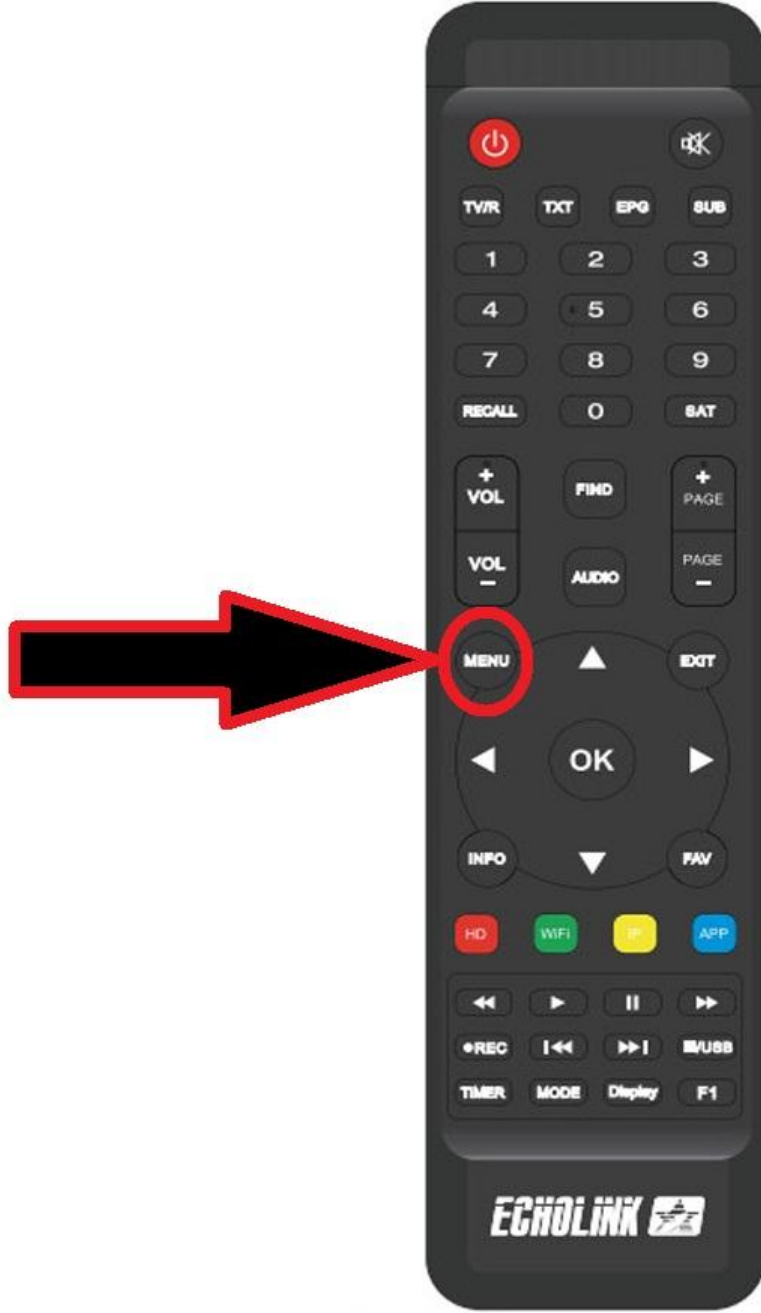 TV/R TXT EPG SUB
1 2 3
4 5 6
7 8 9
RECALL 0 SAT
+ +
VOL FIND PAGE
VOL PAGE
- AUDIO -
MENU EXIT
OK
INFO FAV
HD WiFi IP APP
REC /USB
TIMER MODE Display F1
ECHOLINK